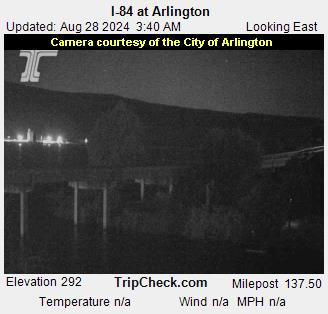 I-84 at Arlington
Updated: Aug 28 2024 3:40 AM Looking East
Camera courtesy of the City of Arlington
Elevation 292 TripCheck.com Milepost 137.50
Temperature n/a Wind n/a MPH n/a